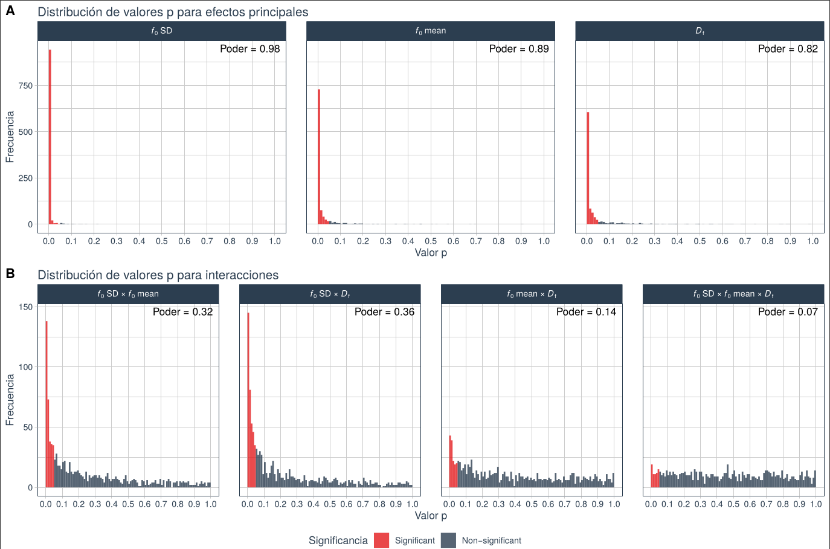 A
Distribución de valores p para efectos principales
f₀ SD
f₀ mean
D_f
Poder = 0.98
Poder = 0.89
Poder = 0.82
Frecuencia
750
500
250
0
0.0 0.1 0.2 0.3 0.4 0.5 0.6 0.7 0.8 0.9 1.0
0.0 0.1 0.2 0.3 0.4 0.5 0.6 0.7 0.8 0.9 1.0
0.0 0.1 0.2 0.3 0.4 0.5 0.6 0.7 0.8 0.9 1.0
Valor p
B
Distribución de valores p para interacciones
f₀ SD × f₀ mean
f₀ SD × D_f
f₀ mean × D_f
f₀ SD × f₀ mean × D_f
Poder = 0.32
Poder = 0.36
Poder = 0.14
Poder = 0.07
Frecuencia
150
100
50
0
0.0 0.1 0.2 0.3 0.4 0.5 0.6 0.7 0.8 0.9 1.0
0.0 0.1 0.2 0.3 0.4 0.5 0.6 0.7 0.8 0.9 1.0
0.0 0.1 0.2 0.3 0.4 0.5 0.6 0.7 0.8 0.9 1.0
0.0 0.1 0.2 0.3 0.4 0.5 0.6 0.7 0.8 0.9 1.0
Valor p
Significancia Significant Non−significant